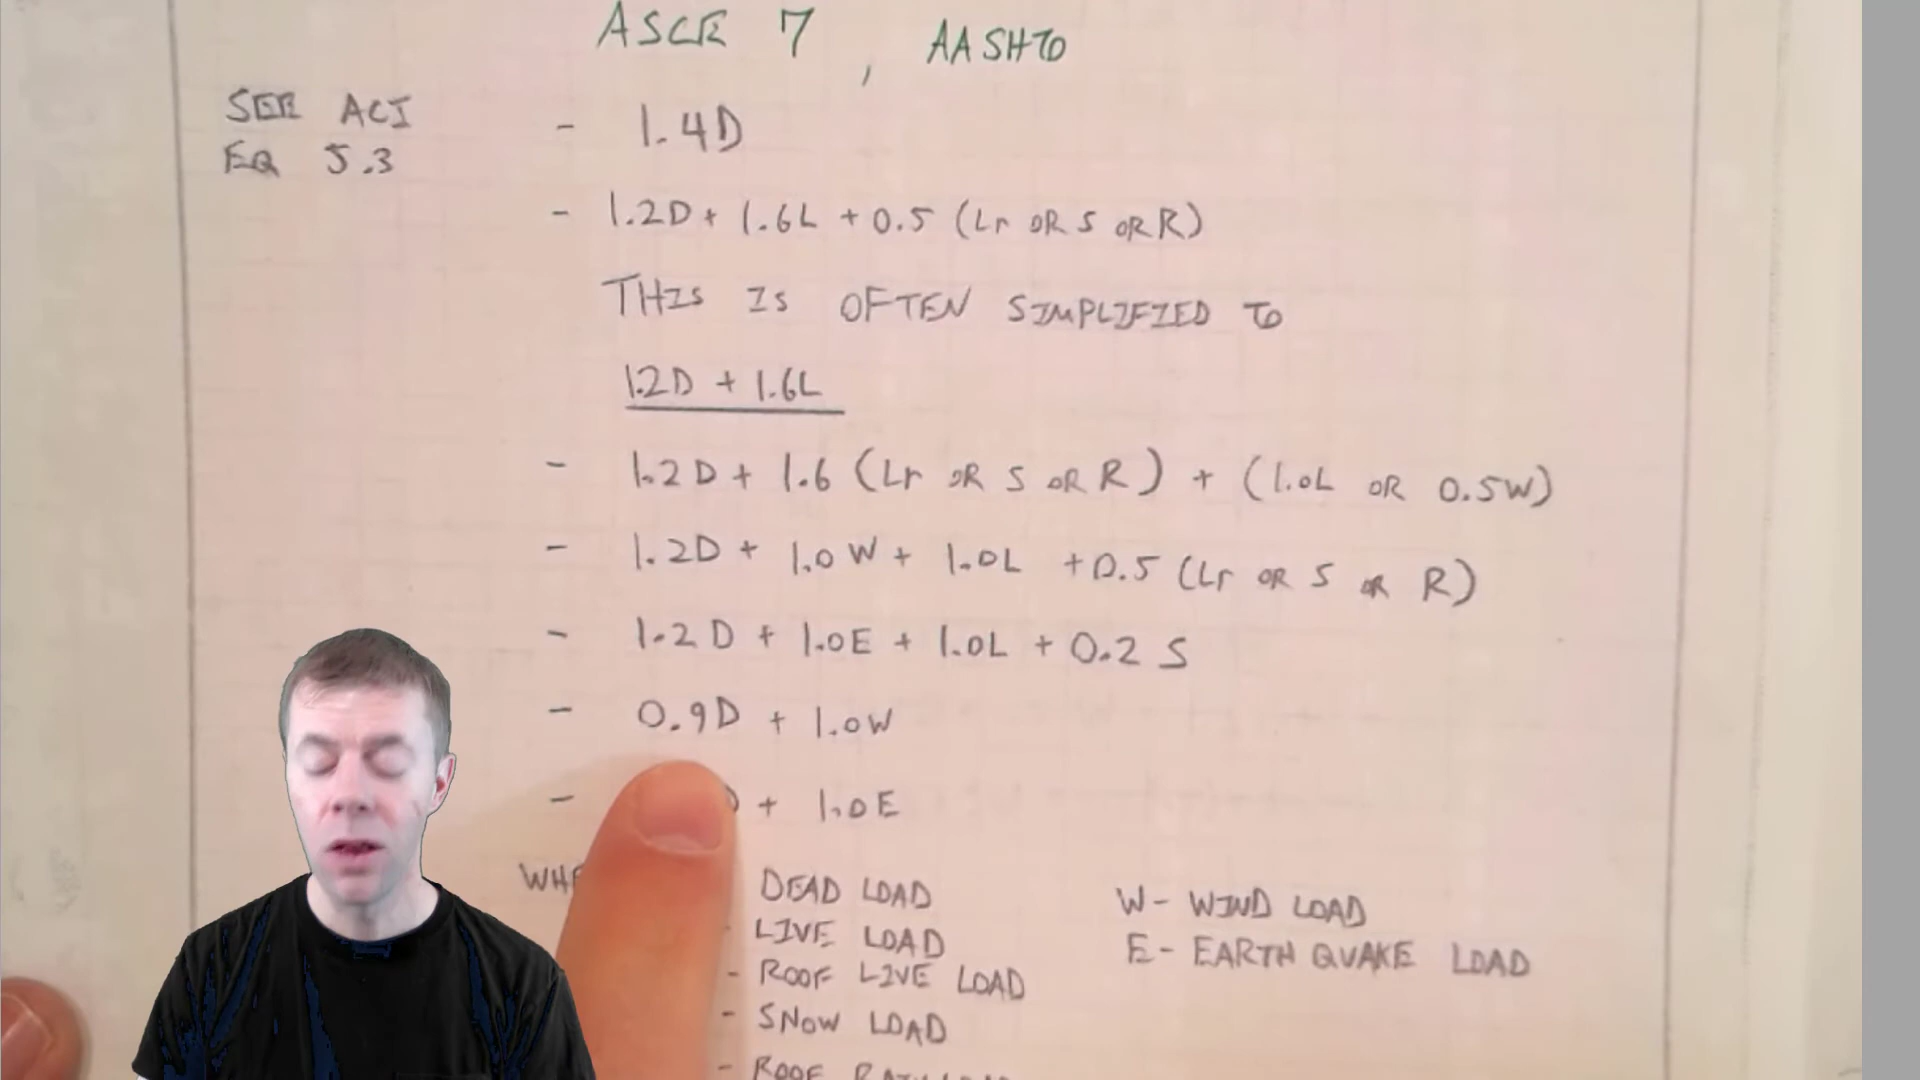 ASCE 7, AASHTO
SEE ACI
EQ 5.3
- 1.4D
- 1.2D + 1.6L + 0.5 (Lr OR S OR R)
THIS IS OFTEN SIMPLIFIED TO
1.2D + 1.6L
- 1.2D + 1.6 (Lr OR S OR R) + (1.0L OR 0.5W)
- 1.2D + 1.0W + 1.0L + 0.5 (Lr OR S OR R)
- 1.2D + 1.0E + 1.0L + 0.2S
- 0.9D + 1.0W
- + 1.0E
DEAD LOAD
- LIVE LOAD
- ROOF LIVE LOAD
- SNOW LOAD
- ROOF
W- WIND LOAD
E- EARTHQUAKE LOAD